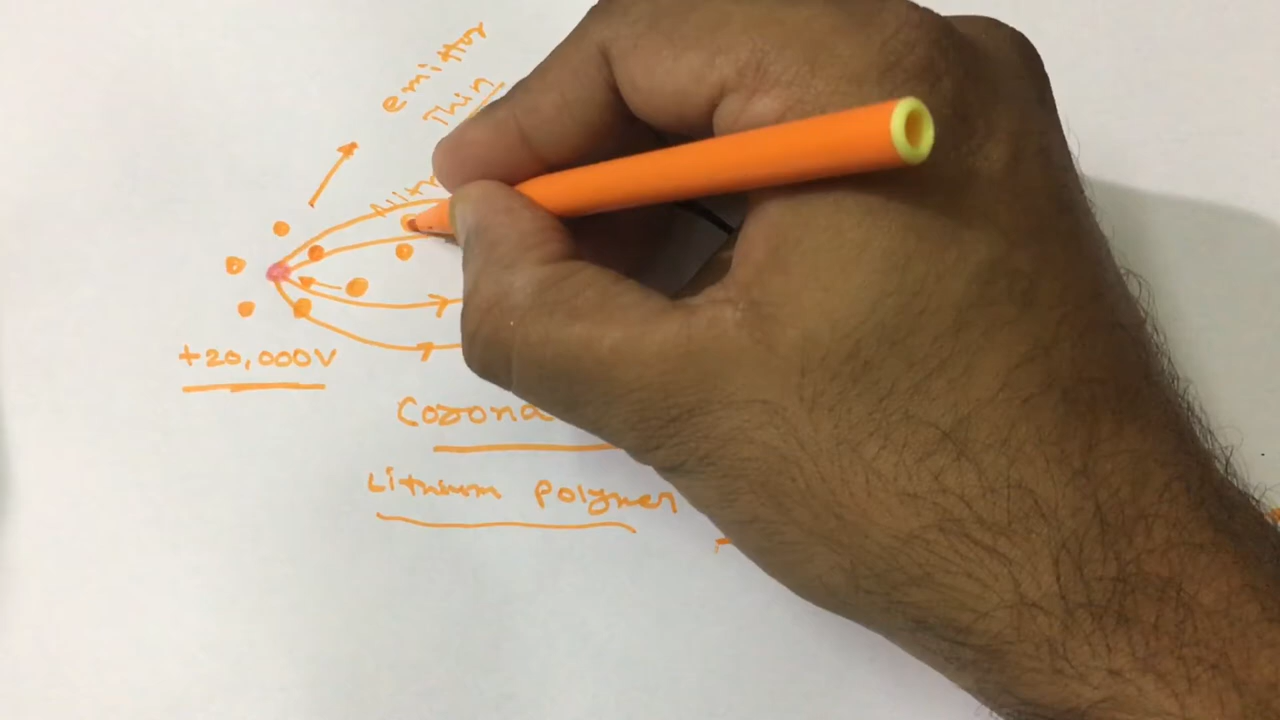 emitter
Thin
+20,000V
Corona
Lithium polymer